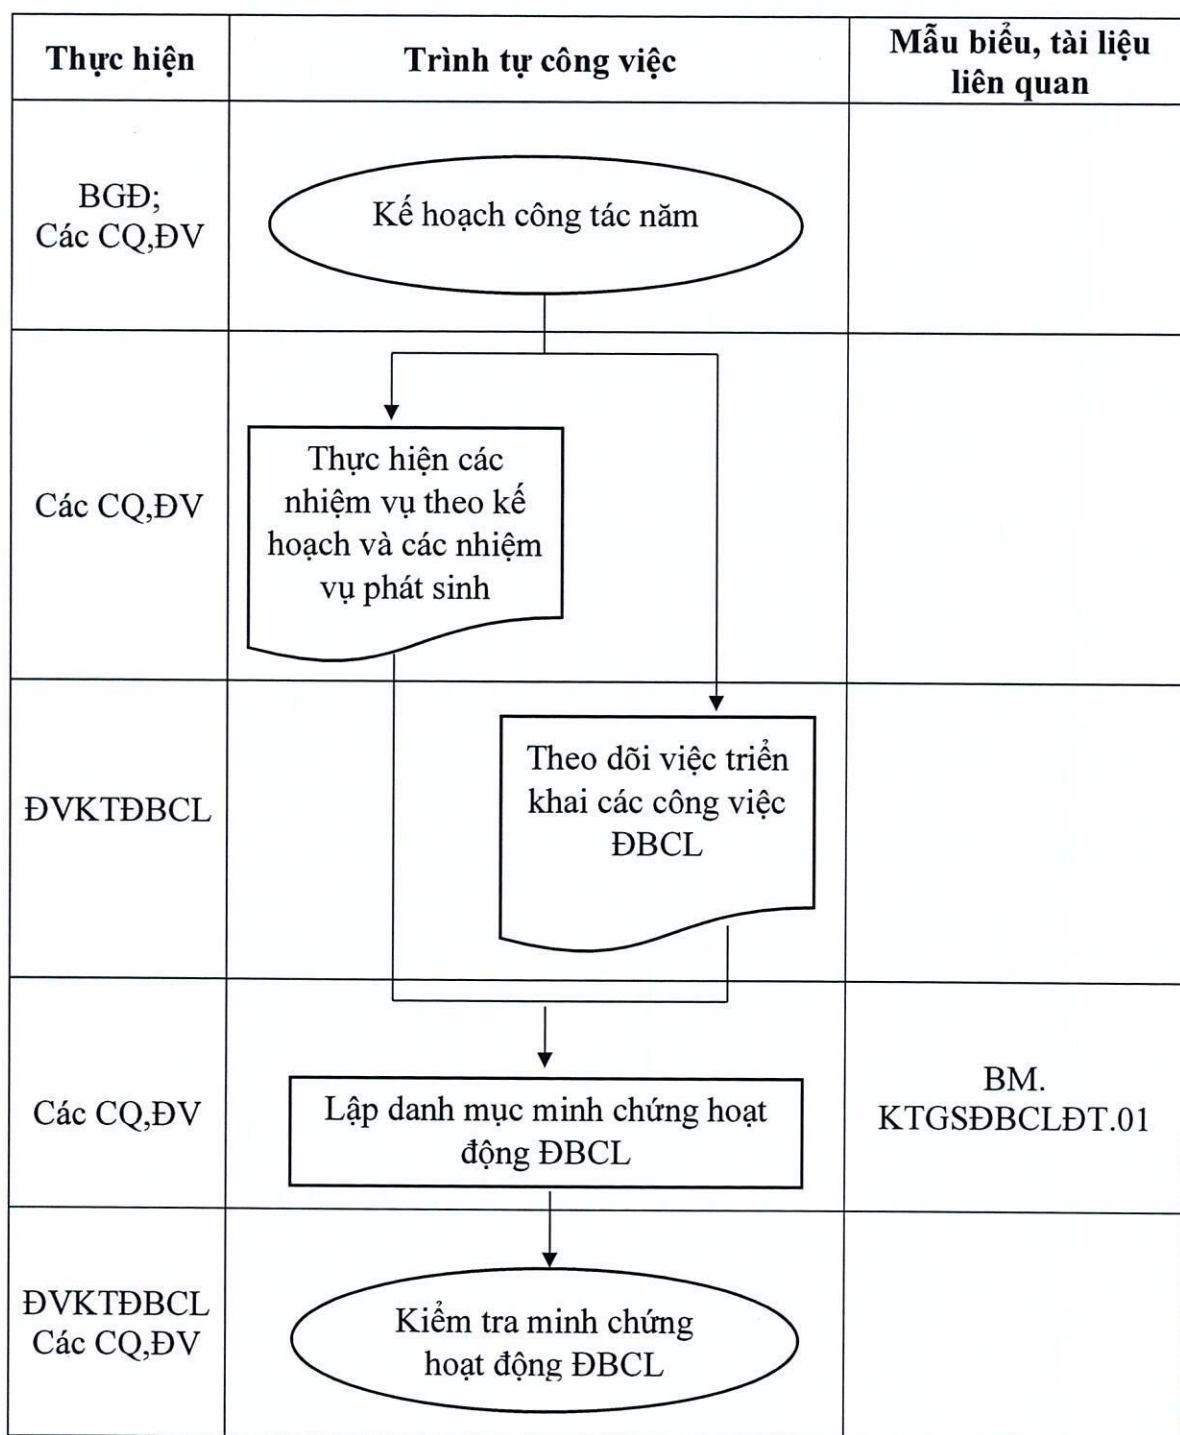 Thực hiện
Trình tự công việc
Mẫu biểu, tài liệu
liên quan
BGĐ;
Các CQ,ĐV
Kế hoạch công tác năm
Các CQ,ĐV
Thực hiện các
nhiệm vụ theo kế
hoạch và các nhiệm
vụ phát sinh
ĐVKTĐBCL
Theo dõi việc triển
khai các công việc
ĐBCL
Các CQ,ĐV
Lập danh mục minh chứng hoạt
động ĐBCL
BM.
KTGSĐBCLĐT.01
ĐVKTĐBCL
Các CQ,ĐV
Kiểm tra minh chứng
hoạt động ĐBCL